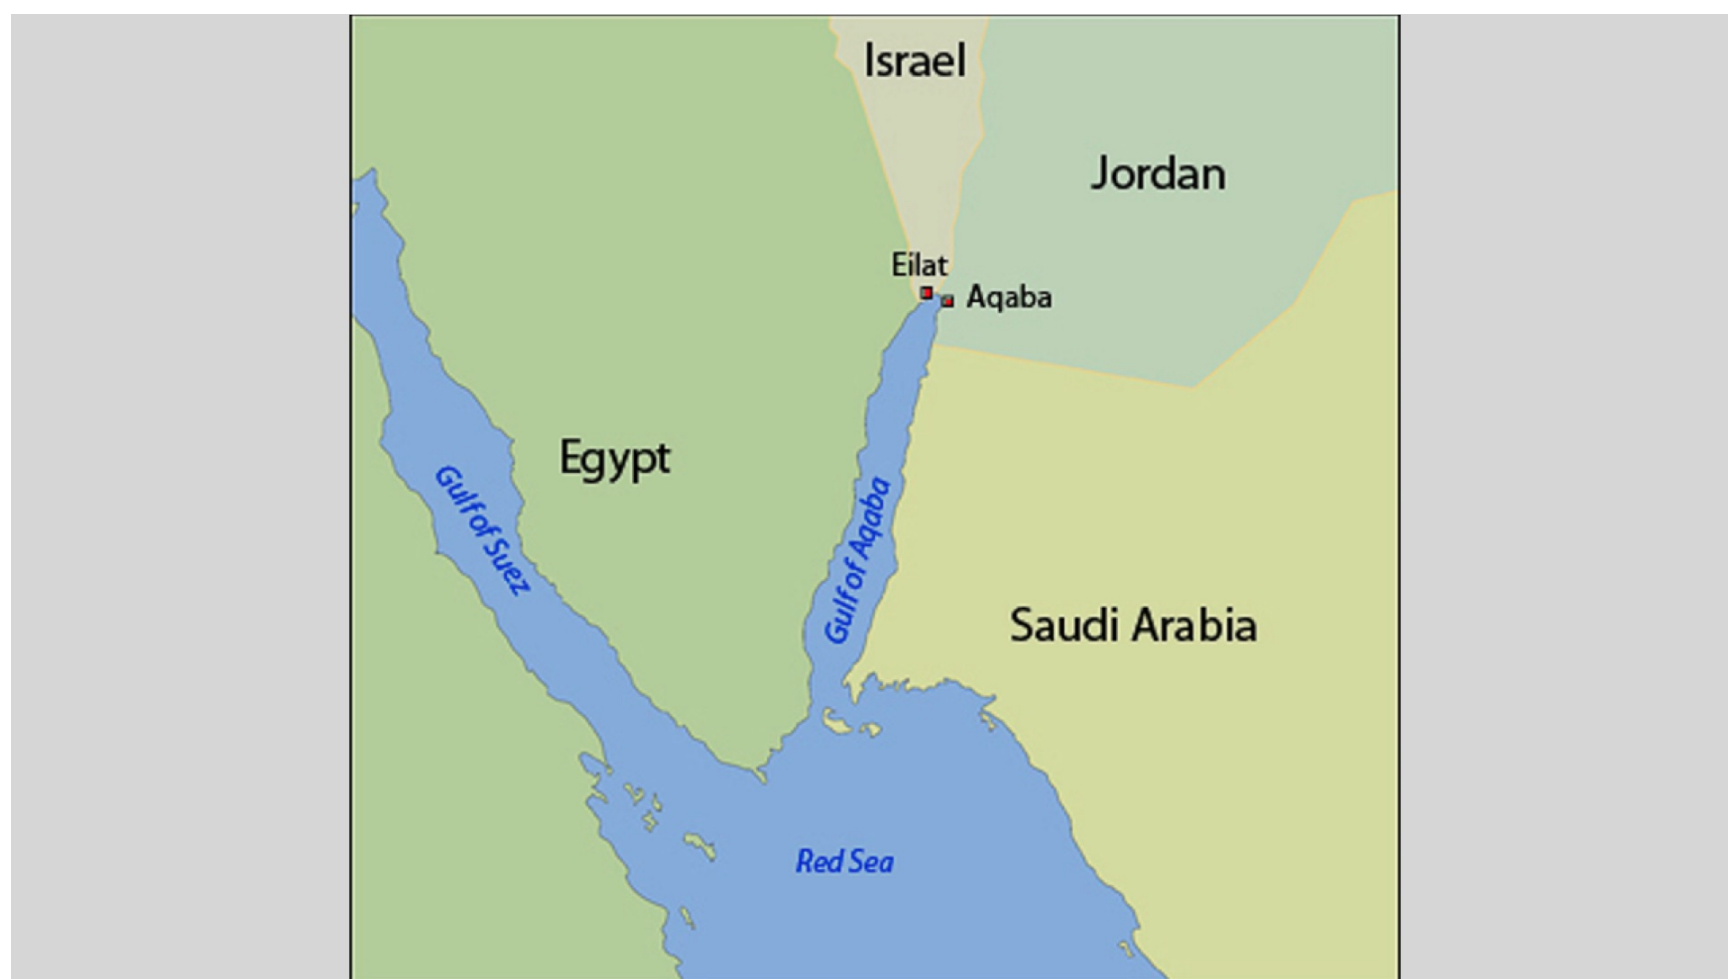 Israel
Jordan
Eilat
Aqaba
Egypt
Gulf of Suez
Gulf of Aqaba
Saudi Arabia
Red Sea